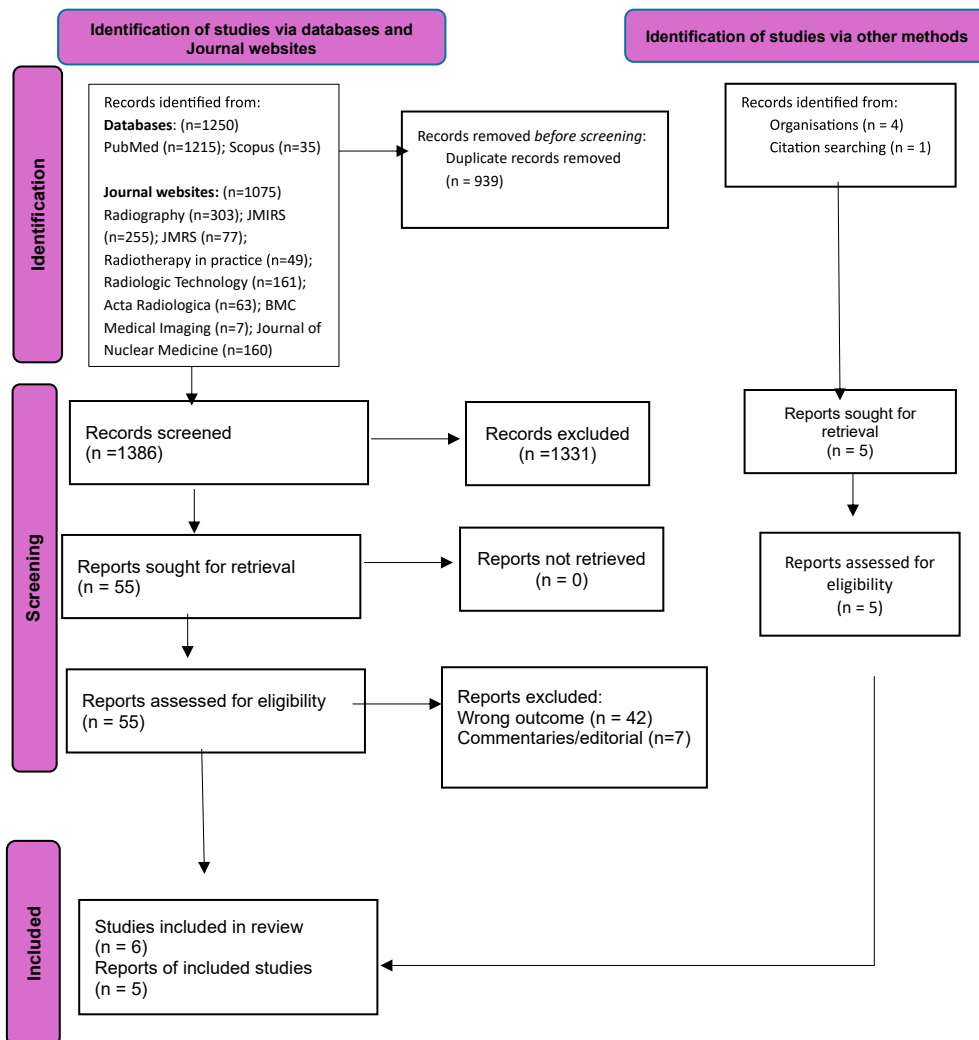 Identification of studies via databases and
Journal websites
Identification of studies via other methods
Identification
Records identified from:
Databases: (n=1250)
PubMed (n=1215); Scopus (n=35)
Journal websites: (n=1075)
Radiography (n=303); JMIRS
(n=255); JMRS (n=77);
Radiotherapy in practice (n=49);
Radiologic Technology (n=161);
Acta Radiologica (n=63); BMC
Medical Imaging (n=7); Journal of
Nuclear Medicine (n=160)
Records removed before screening:
Duplicate records removed
(n = 939)
Records identified from:
Organisations (n = 4)
Citation searching (n = 1)
Screening
Records screened
(n =1386)
Records excluded
(n =1331)
Reports sought for
retrieval
(n = 5)
Reports sought for retrieval
(n = 55)
Reports not retrieved
(n = 0)
Reports assessed for
eligibility
(n = 5)
Reports assessed for eligibility
(n = 55)
Reports excluded:
Wrong outcome (n = 42)
Commentaries/editorial (n=7)
Included
Studies included in review
(n = 6)
Reports of included studies
(n = 5)